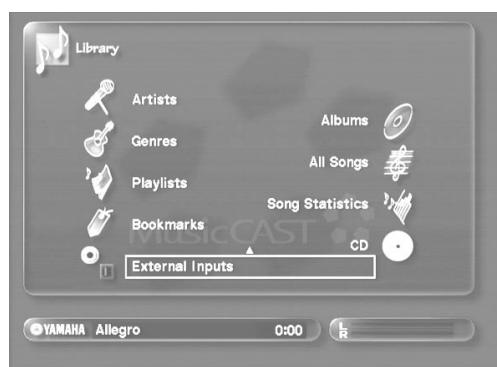 Library
Artists
Genres
Playlists
Bookmarks
External Inputs
Albums
All Songs
Song Statistics
CD
MusicCAST
YAMAHA Allegro 0:00
L
R